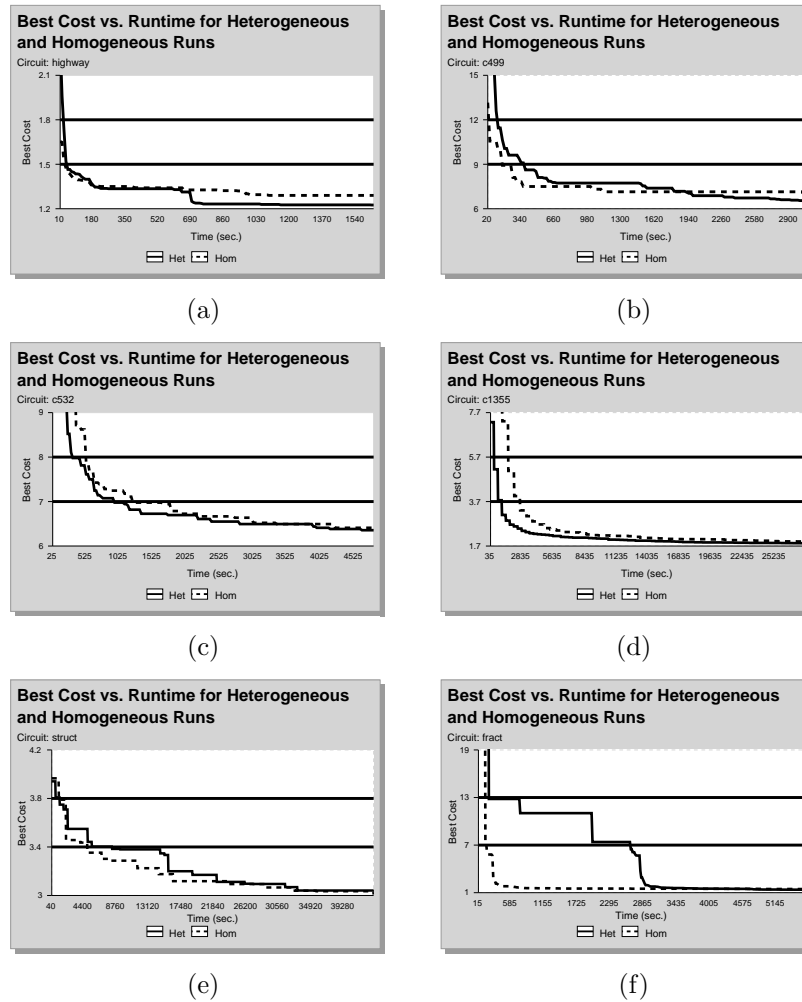 Best Cost vs. Runtime for Heterogeneous
and Homogeneous Runs
Circuit: highway
2.1
1.8
1.5
1.2
Best Cost
10 180 350 520 690 860 1030 1200 1370 1540
Time (sec.)
Het Hom
(a)
Best Cost vs. Runtime for Heterogeneous
and Homogeneous Runs
Circuit: c499
15
12
9
6
Best Cost
20 340 660 980 1300 1620 1940 2260 2580 2900
Time (sec.)
Het Hom
(b)
Best Cost vs. Runtime for Heterogeneous
and Homogeneous Runs
Circuit: c532
9
8
7
6
Best Cost
25 525 1025 1525 2025 2525 3025 3525 4025 4525
Time (sec.)
Het Hom
(c)
Best Cost vs. Runtime for Heterogeneous
and Homogeneous Runs
Circuit: c1355
7.7
5.7
3.7
1.7
Best Cost
35 2835 5635 8435 11235 14035 16835 19635 22435 25235
Time (sec.)
Het Hom
(d)
Best Cost vs. Runtime for Heterogeneous
and Homogeneous Runs
Circuit: struct
4.2
3.8
3.4
3
Best Cost
40 4400 8760 13120 17480 21840 26200 30560 34920 39280
Time (sec.)
Het Hom
(e)
Best Cost vs. Runtime for Heterogeneous
and Homogeneous Runs
Circuit: fract
19
13
7
1
Best Cost
15 585 1155 1725 2295 2865 3435 4005 4575 5145
Time (sec.)
Het Hom
(f)